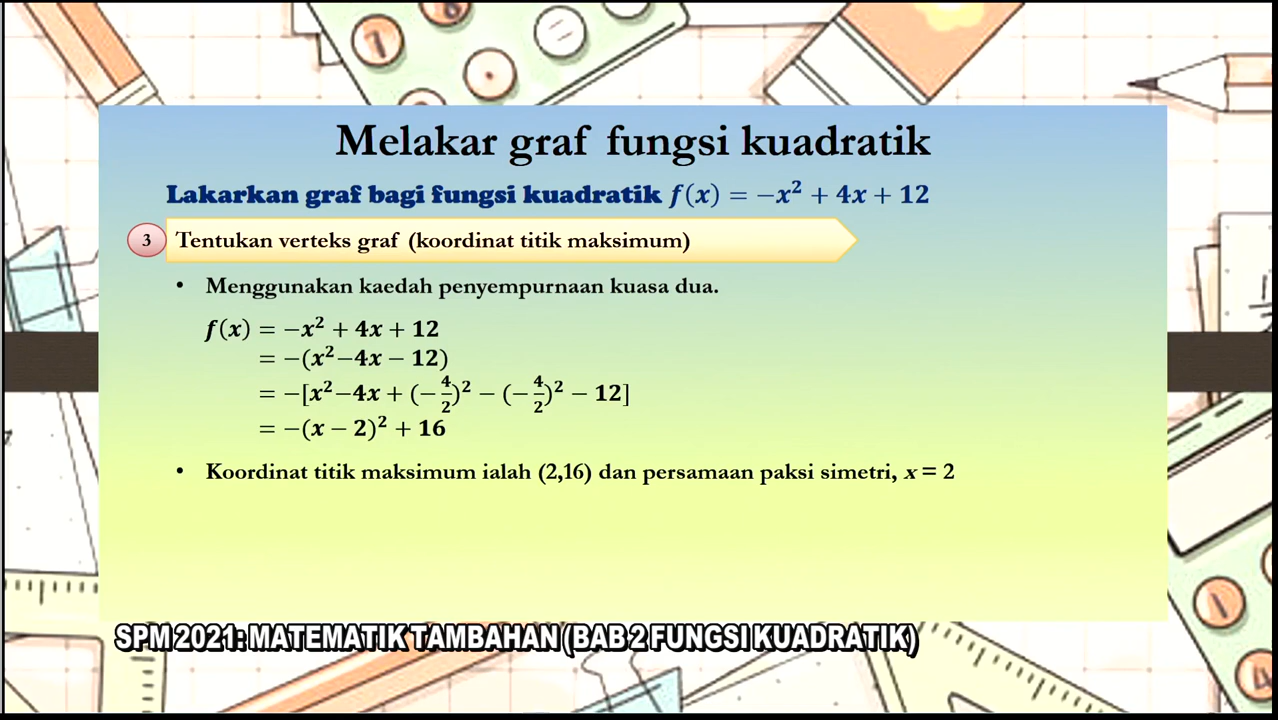 Melakar graf fungsi kuadratik
Lakarkan graf bagi fungsi kuadratik f(x) = −x² + 4x + 12
3 Tentukan verteks graf (koordinat titik maksimum)
• Menggunakan kaedah penyempurnaan kuasa dua.
f(x) = −x² + 4x + 12
= −(x²−4x − 12)
= −[x²−4x + (−4/2)² − (−4/2)² − 12]
= −(x − 2)² + 16
• Koordinat titik maksimum ialah (2,16) dan persamaan paksi simetri, x = 2
SPM 2021: MATEMATIK TAMBAHAN (BAB 2 FUNGSI KUADRATIK)